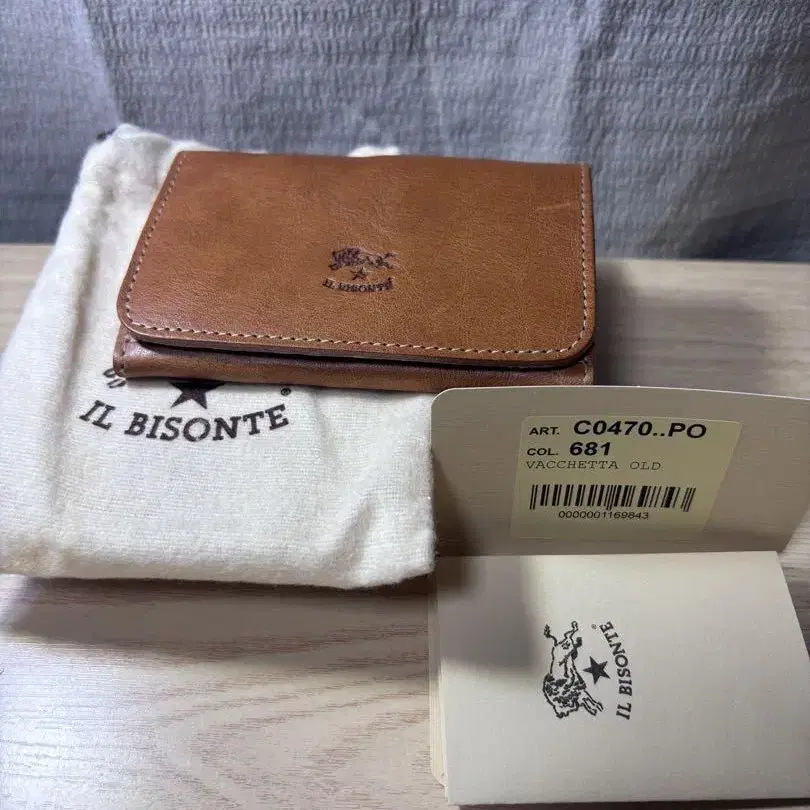 IL BISONTE
IL BISONTE®
ART. C0470..PO
COL. 681
VACCHETTA OLD
0000001169843
IL BISONTE®